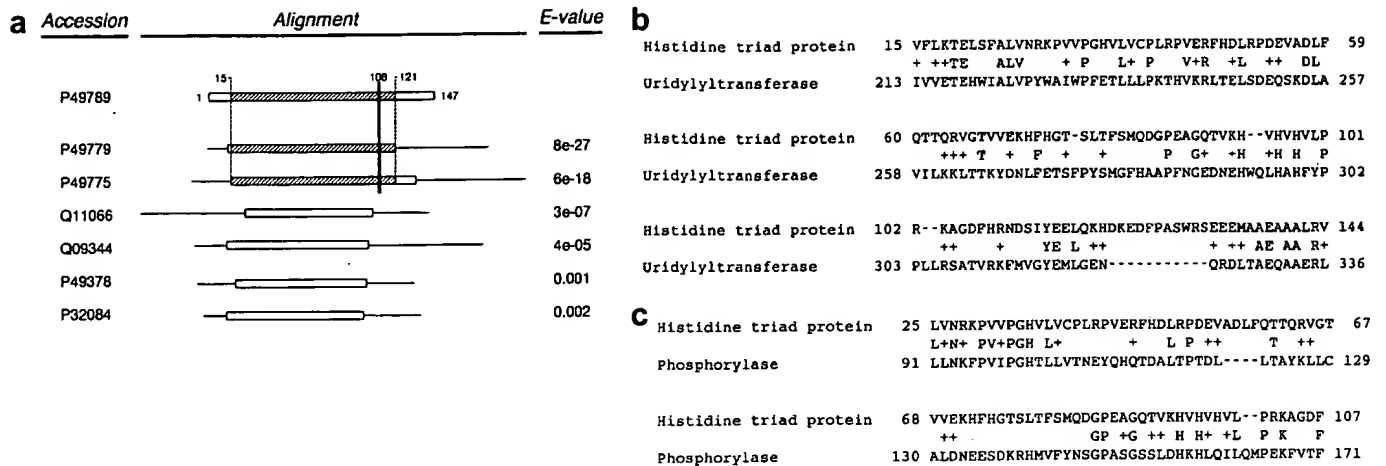 a
Accession Alignment E-value
15 108 121
P49789 1 147
P49779 8e-27
P49775 6e-18
Q11066 3e-07
Q09344 4e-05
P49378 0.001
P32084 0.002
b
Histidine triad protein 15 VFLKTELSFALVNRKPVVPGHVLVCPLRPVERFHDLRPDEVADLF 59
+ ++TE ALV + P L+ P V+R +L ++ DL
Uridylyltransferase 213 IVVETEHWIALVPYWAIWPFETLLLPKTHVKRLTELSDEQSKDLA 257
Histidine triad protein 60 QTTQRVGTVVEKHFHGT-SLTFSMQDGPEAGQTVKH--VHVHVLP 101
+++ T + F + + P G+ +H +H H P
Uridylyltransferase 258 VILKKLTTKYDNLFETSFPYSMGFHAAPFNGEDNEHWQLHAHFYP 302
Histidine triad protein 102 R--KAGDFHRNDSIYEELQKHDKEDFPASWRSEEEMAAEAAALRV 144
++ + YE L ++ + ++ AE AA R+
Uridylyltransferase 303 PLLRSATVRKFMVGYEMLGEN-----------QRDLTAEQAAERL 336
c
Histidine triad protein 25 LVNRKPVVPGHVLVCPLRPVERFHDLRPDEVADLFQTTQRVGT 67
L+N+ PV+PGH L+ + L P ++ T ++
Phosphorylase 91 LLNKFPVIPGHTLLVTNEYQHQTDALTPTDL----LTAYKLLC 129
Histidine triad protein 68 VVEKHFHGTSLTFSMQDGPEAGQTVKHVHVHVL--PRKAGDF 107
++ GP +G ++ H H+ +L P K F
Phosphorylase 130 ALDNEESDKRHMVFYNSGPASGSSLDHKHLQILQMPEKFVTF 171